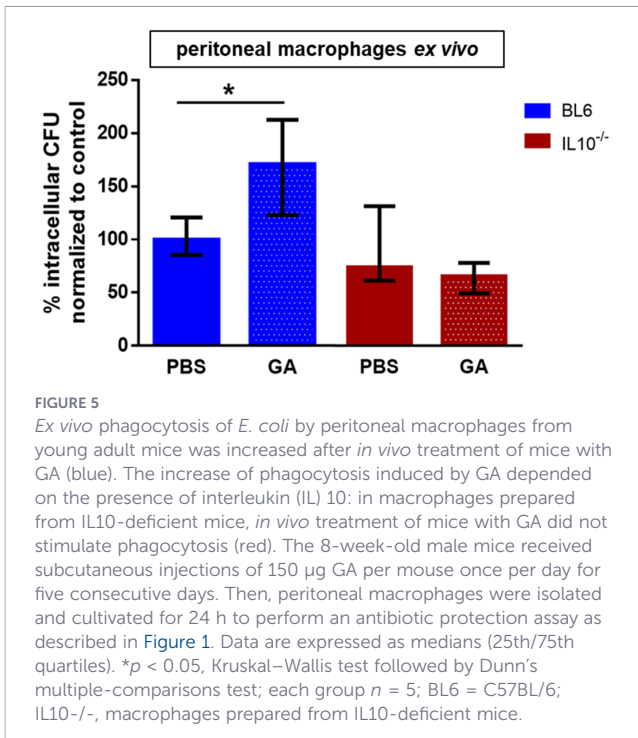 peritoneal macrophages ex vivo
% intracellular CFU
normalized to control
250
200
150
100
50
0
*
PBS
GA
PBS
GA
BL6
IL10-/-
FIGURE 5
Ex vivo phagocytosis of E. coli by peritoneal macrophages from
young adult mice was increased after in vivo treatment of mice with
GA (blue). The increase of phagocytosis induced by GA depended
on the presence of interleukin (IL) 10: in macrophages prepared
from IL10-deficient mice, in vivo treatment of mice with GA did not
stimulate phagocytosis (red). The 8-week-old male mice received
subcutaneous injections of 150 µg GA per mouse once per day for
five consecutive days. Then, peritoneal macrophages were isolated
and cultivated for 24 h to perform an antibiotic protection assay as
described in Figure 1. Data are expressed as medians (25th/75th
quartiles). *p < 0.05, Kruskal–Wallis test followed by Dunn's
multiple-comparisons test; each group n = 5; BL6 = C57BL/6;
IL10-/-, macrophages prepared from IL10-deficient mice.